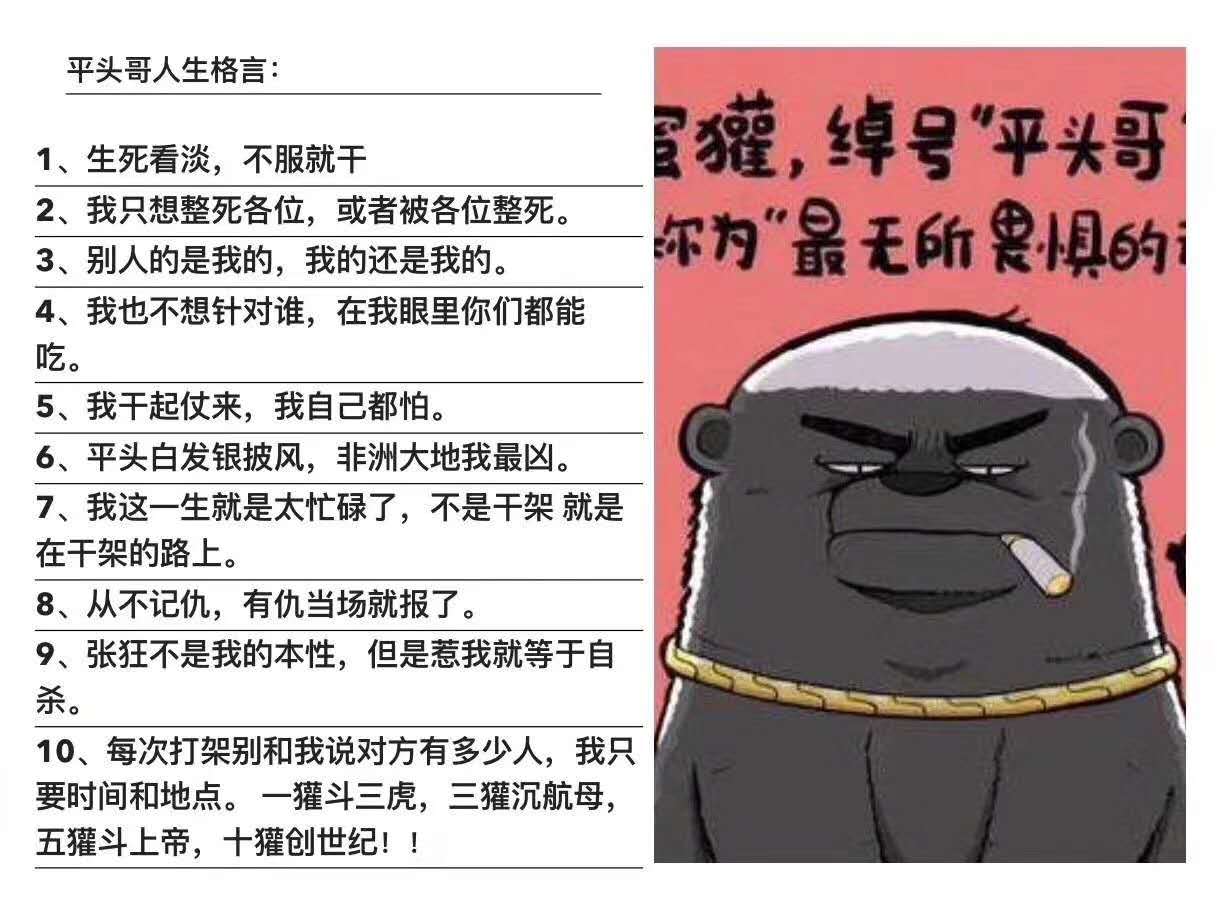 平头哥人生格言：
1、生死看淡，不服就干
2、我只想整死各位，或者被各位整死。
3、别人的是我的，我的还是我的。
4、我也不想针对谁，在我眼里你们都能
吃。
5、我干起仗来，我自己都怕。
6、平头白发银披风，非洲大地我最凶。
7、我这一生就是太忙碌了，不是干架 就是
在干架的路上。
8、从不记仇，有仇当场就报了。
9、张狂不是我的本性，但是惹我就等于自
杀。
10、每次打架别和我说对方有多少人，我只
要时间和地点。 一獾斗三虎，三獾沉航母，
五獾斗上帝，十獾创世纪！！
蜜獾，绰号“平头哥”
称为“最无所畏惧的